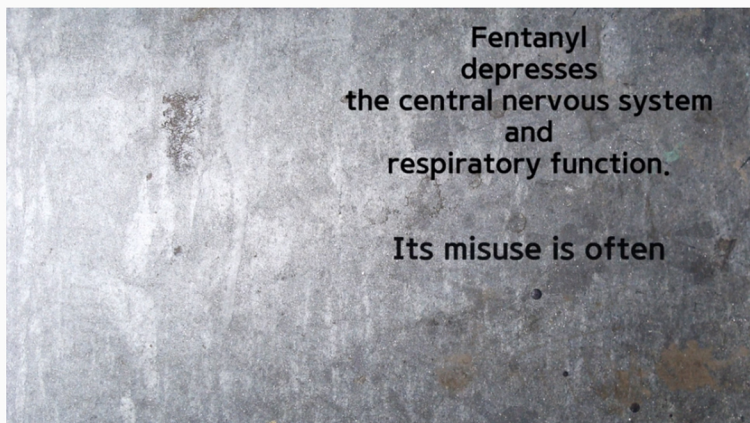 Fentanyl
depresses
the central nervous system
and
respiratory function.
Its misuse is often